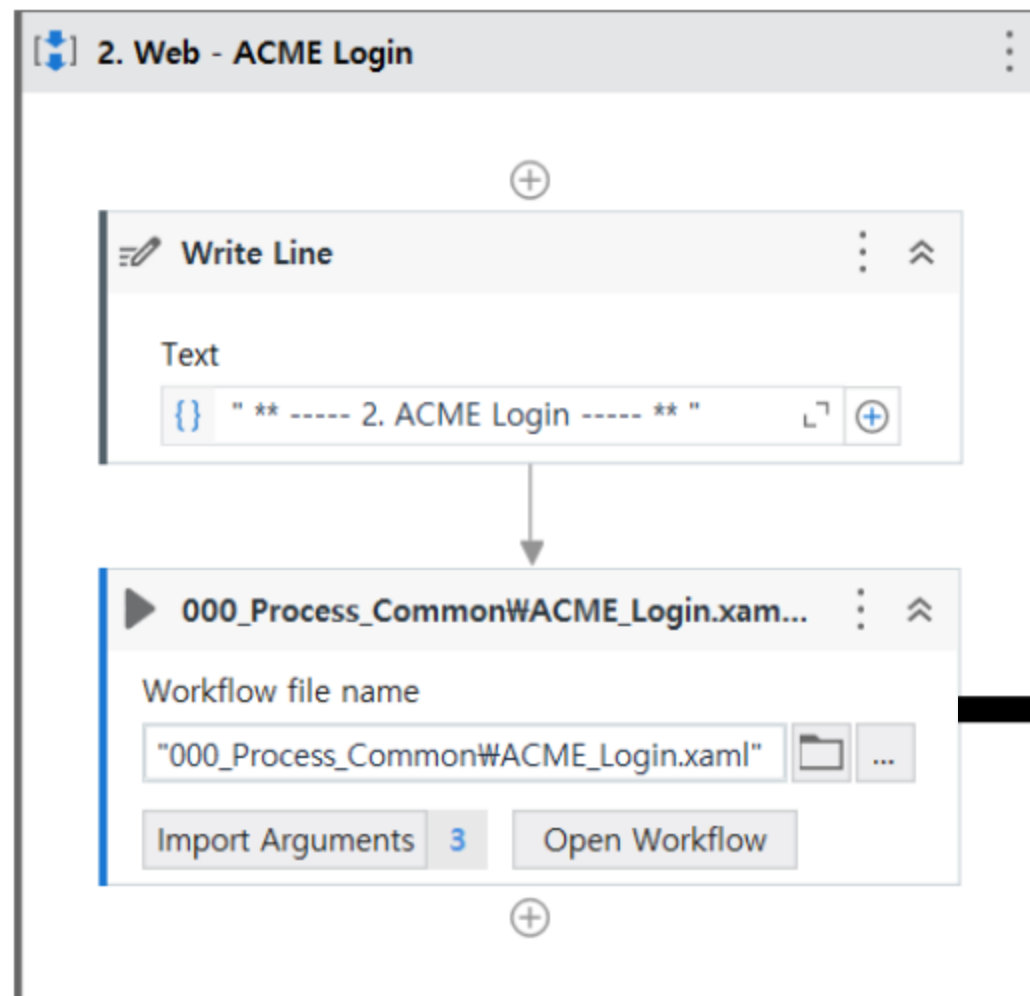 2. Web - ACME Login
Write Line
Text
{} " ** ----- 2. ACME Login ----- ** "
000_Process_Common₩ACME_Login.xam...
Workflow file name
"000_Process_Common₩ACME_Login.xaml" ...
Import Arguments 3 Open Workflow